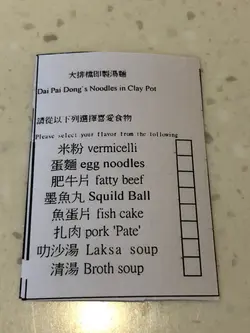 大排檔即製湯麵
Dai Pai Dong's Noodles in Clay Pot
請從以下列選擇喜愛食物
Please select your flavor from the following
米粉 vermicelli
蛋麵 egg noodles
肥牛片 fatty beef
墨魚丸 Squild Ball
魚蛋片 fish cake
扎肉 pork 'Pate'
叻沙湯 Laksa soup
清湯 Broth soup